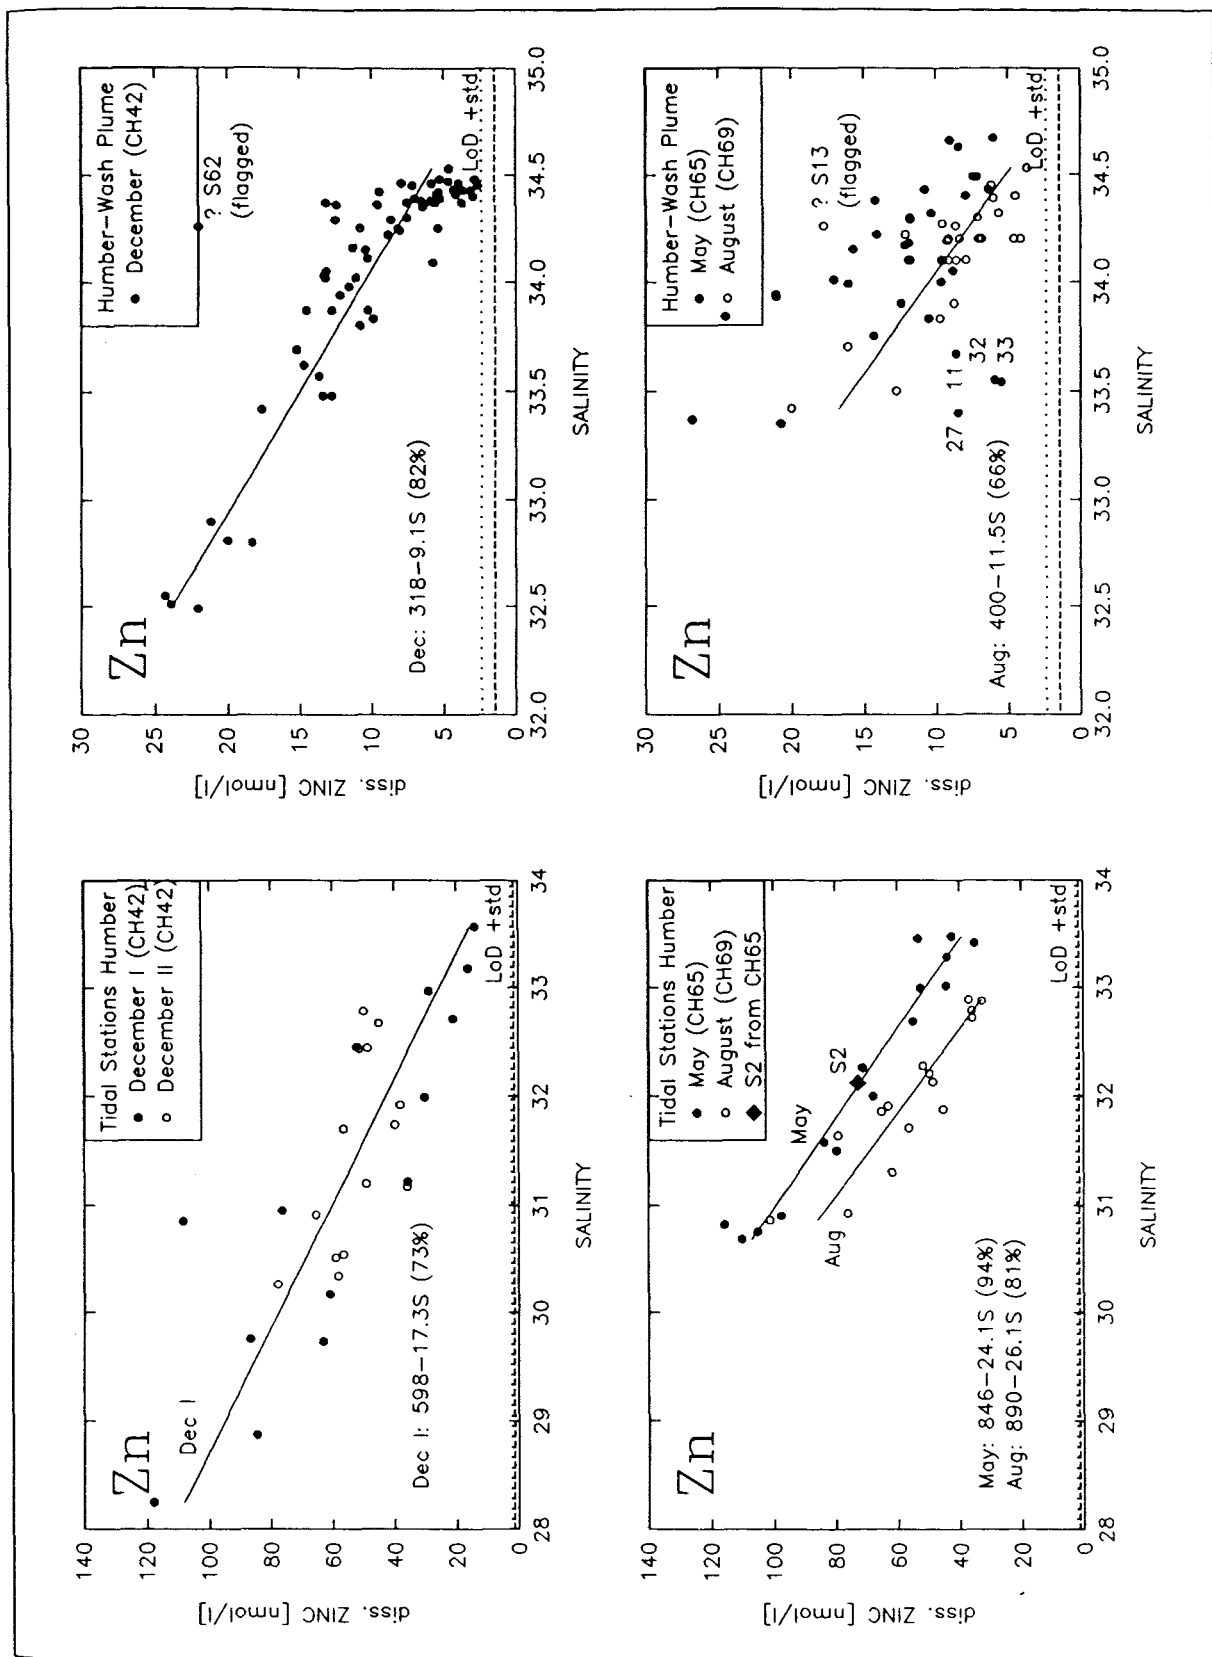 Zn
Tidal Stations Humber
● December I (CH42)
○ December II (CH42)
Dec I
Dec I: 598-17.3S (73%)
LoD +std
140
120
100
80
60
40
20
0
diss. ZINC [nmol/l]
28
29
30
31
32
33
34
SALINITY
Zn
Humber-Wash Plume
● December (CH42)
? S62
(flagged)
Dec: 318-9.1S (82%)
LoD +std
30
25
20
15
10
5
0
diss. ZINC [nmol/l]
32.0
32.5
33.0
33.5
34.0
34.5
35.0
SALINITY
Zn
Tidal Stations Humber
● May (CH65)
○ August (CH69)
◆ S2 from CH65
S2
May
Aug
May: 846-24.1S (94%)
Aug: 890-26.1S (81%)
LoD +std
140
120
100
80
60
40
20
0
diss. ZINC [nmol/l]
28
29
30
31
32
33
34
SALINITY
Zn
Humber-Wash Plume
● May (CH65)
○ August (CH69)
? S13
(flagged)
27
11
32
33
Aug: 400-11.5S (66%)
LoD +std
30
25
20
15
10
5
0
diss. ZINC [nmol/l]
32.0
32.5
33.0
33.5
34.0
34.5
35.0
SALINITY